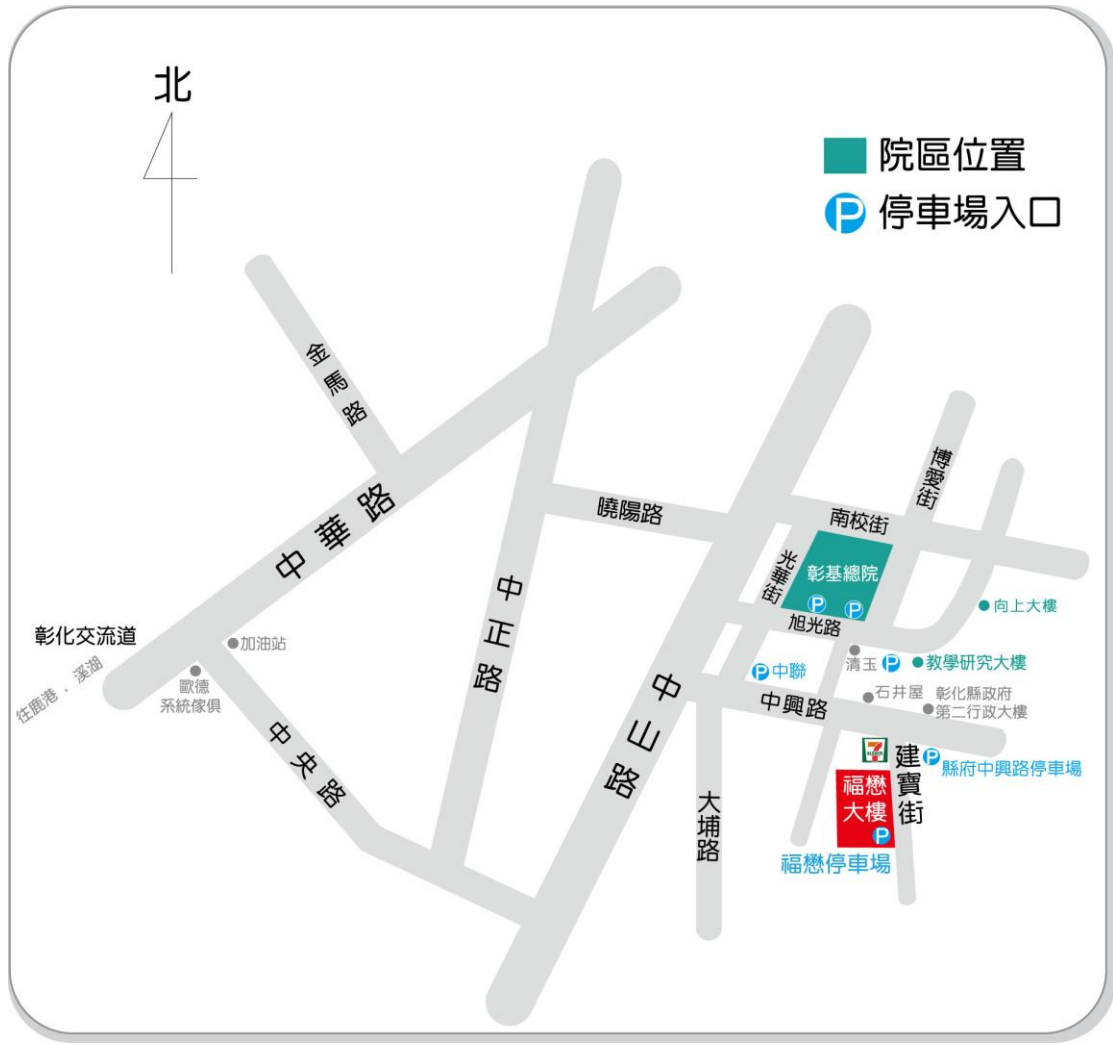 北
院區位置
P 停車場入口
金馬路
中華路
博愛街
曉陽路
南校街
光華街
彰基總院
P P
旭光路
向上大樓
中正路
彰化交流道
往鹿港．溪湖
加油站
歐德
系統傢俱
清玉 P
教學研究大樓
P 中聯
中興路
石井屋
彰化縣政府
第二行政大樓
中山路
中央路
大埔路
7
ELEVEN
建寶街
P 縣府中興路停車場
福懋
大樓
P
福懋停車場